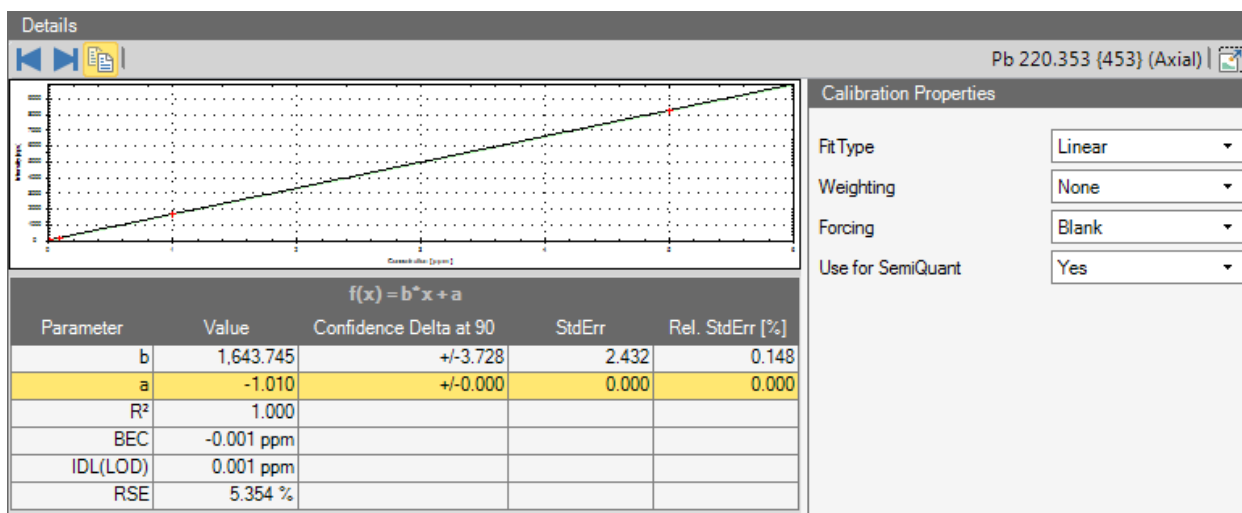 Details
Pb 220.353 {453} (Axial)
Calibration Properties
Fit Type Linear
Weighting None
Forcing Blank
Use for SemiQuant Yes
Concentration [ppm]
f(x) = b*x + a
Parameter Value Confidence Delta at 90 StdErr Rel. StdErr [%]
b 1,643.745 +/-3.728 2.432 0.148
a -1.010 +/-0.000 0.000 0.000
R² 1.000
BEC -0.001 ppm
IDL(LOD) 0.001 ppm
RSE 5.354 %